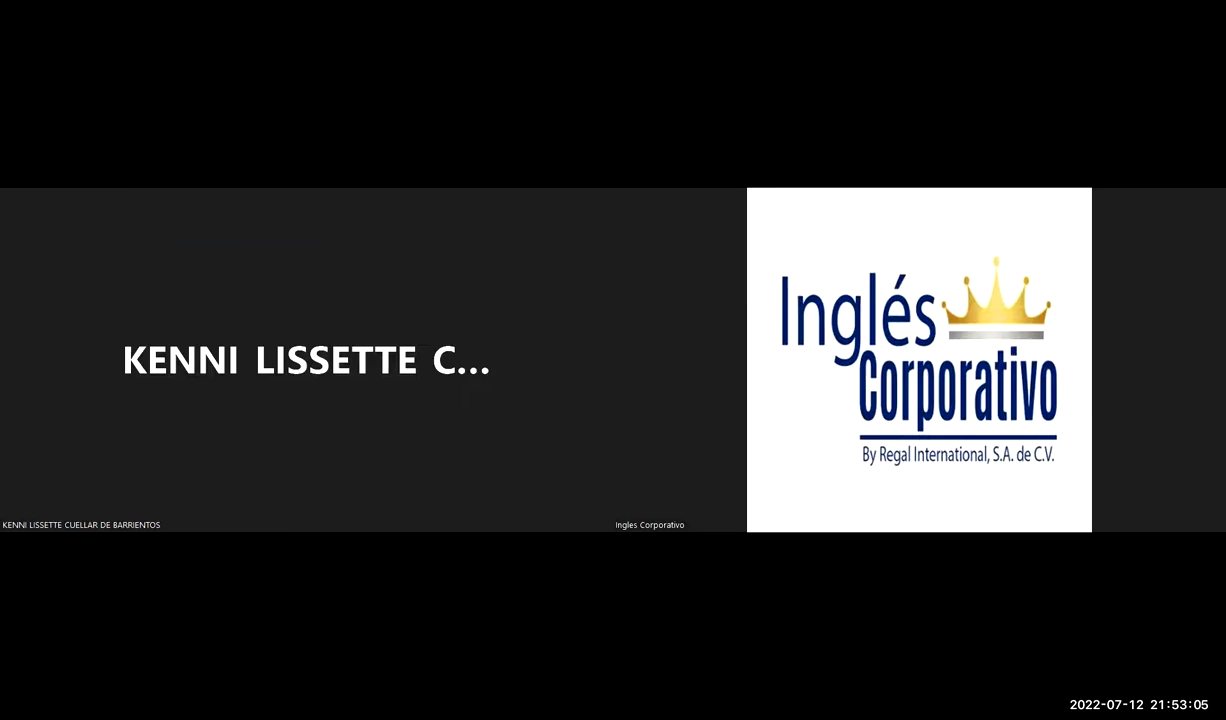 KENNI LISSETTE C...
Inglés
Corporativo
By Regal International, S.A. de C.V.
KENNI LISSETTE CUELLAR DE BARRIENTOS
Ingles Corporativo
2022-07-12 21:53:05